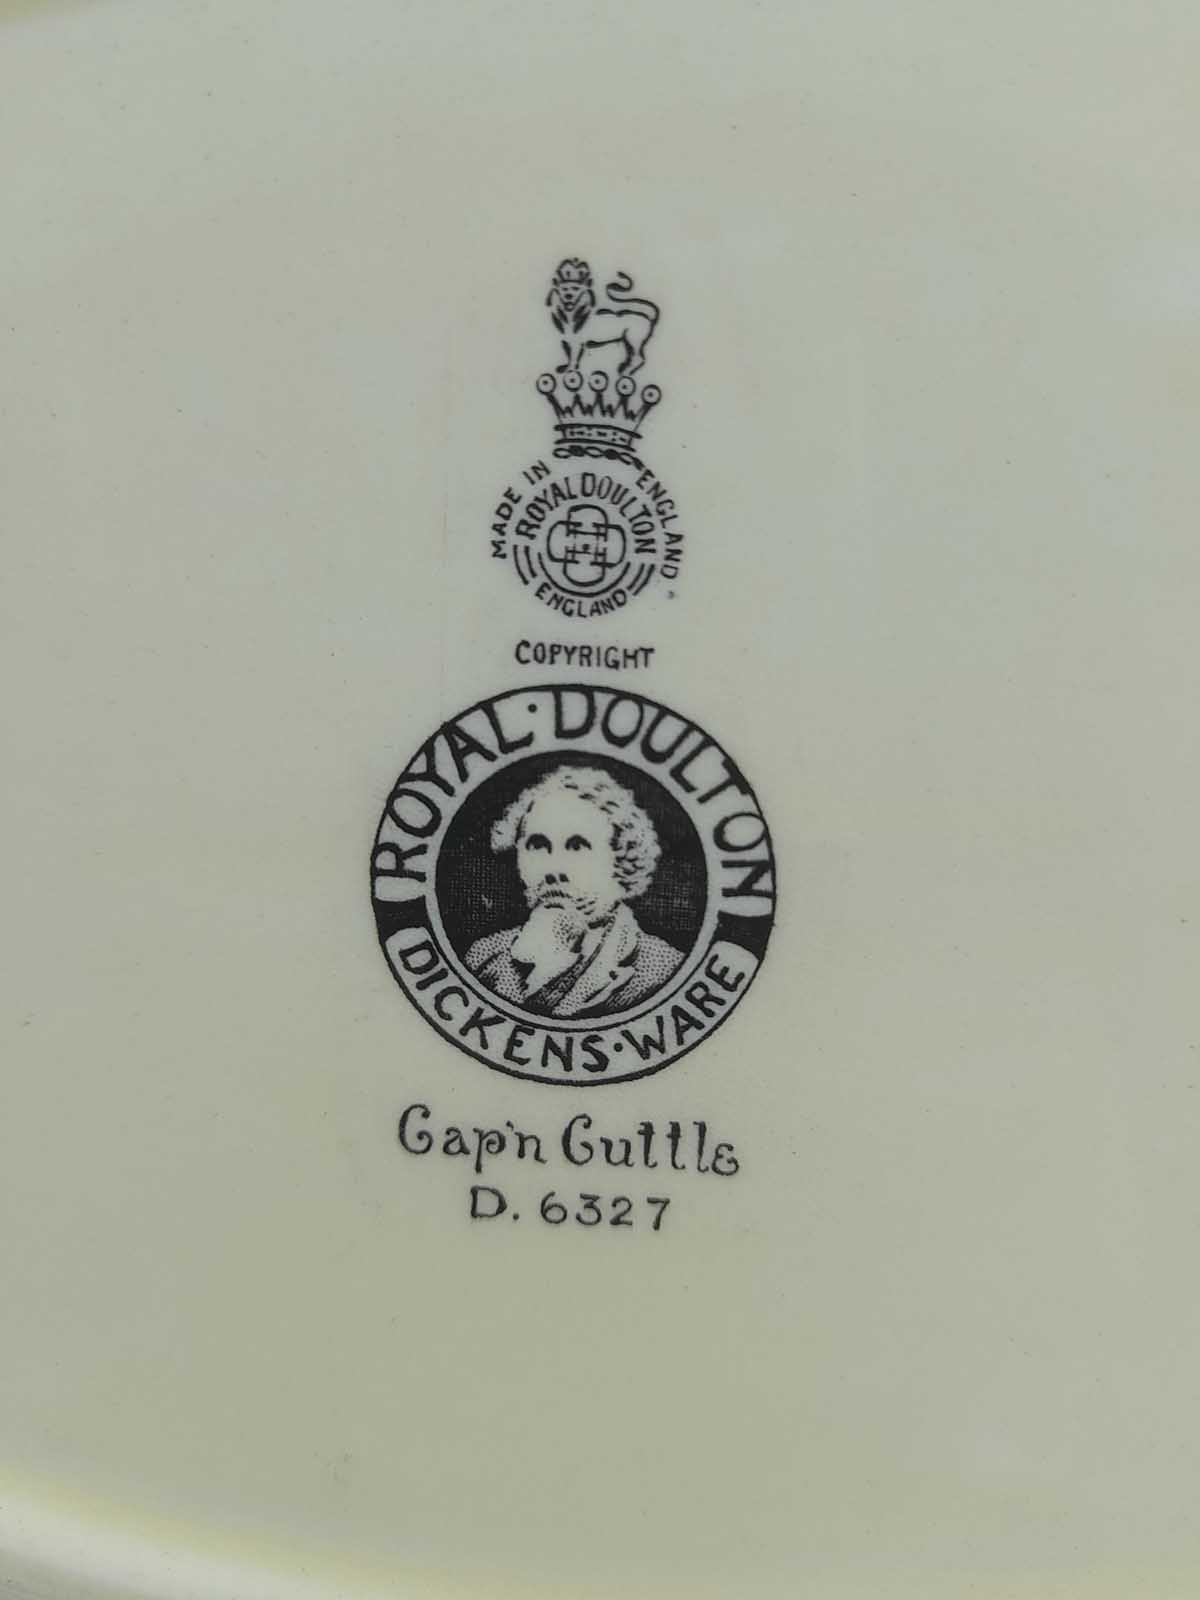 MADE IN ENGLAND.
ROYAL DOULTON
ENGLAND
COPYRIGHT
ROYAL · DOULTON
DICKENS · WARE
Cap'n Cuttle
D. 6327